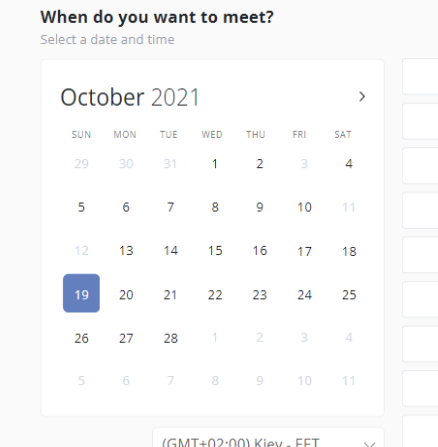 When do you want to meet?
Select a date and time
October 2021 >
SUN MON TUE WED THU FRI SAT
29 30 31 1 2 3 4
5 6 7 8 9 10 11
12 13 14 15 16 17 18
19 20 21 22 23 24 25
26 27 28 1 2 3 4
5 6 7 8 9 10 11
(GMT+02:00) Kiev - EET